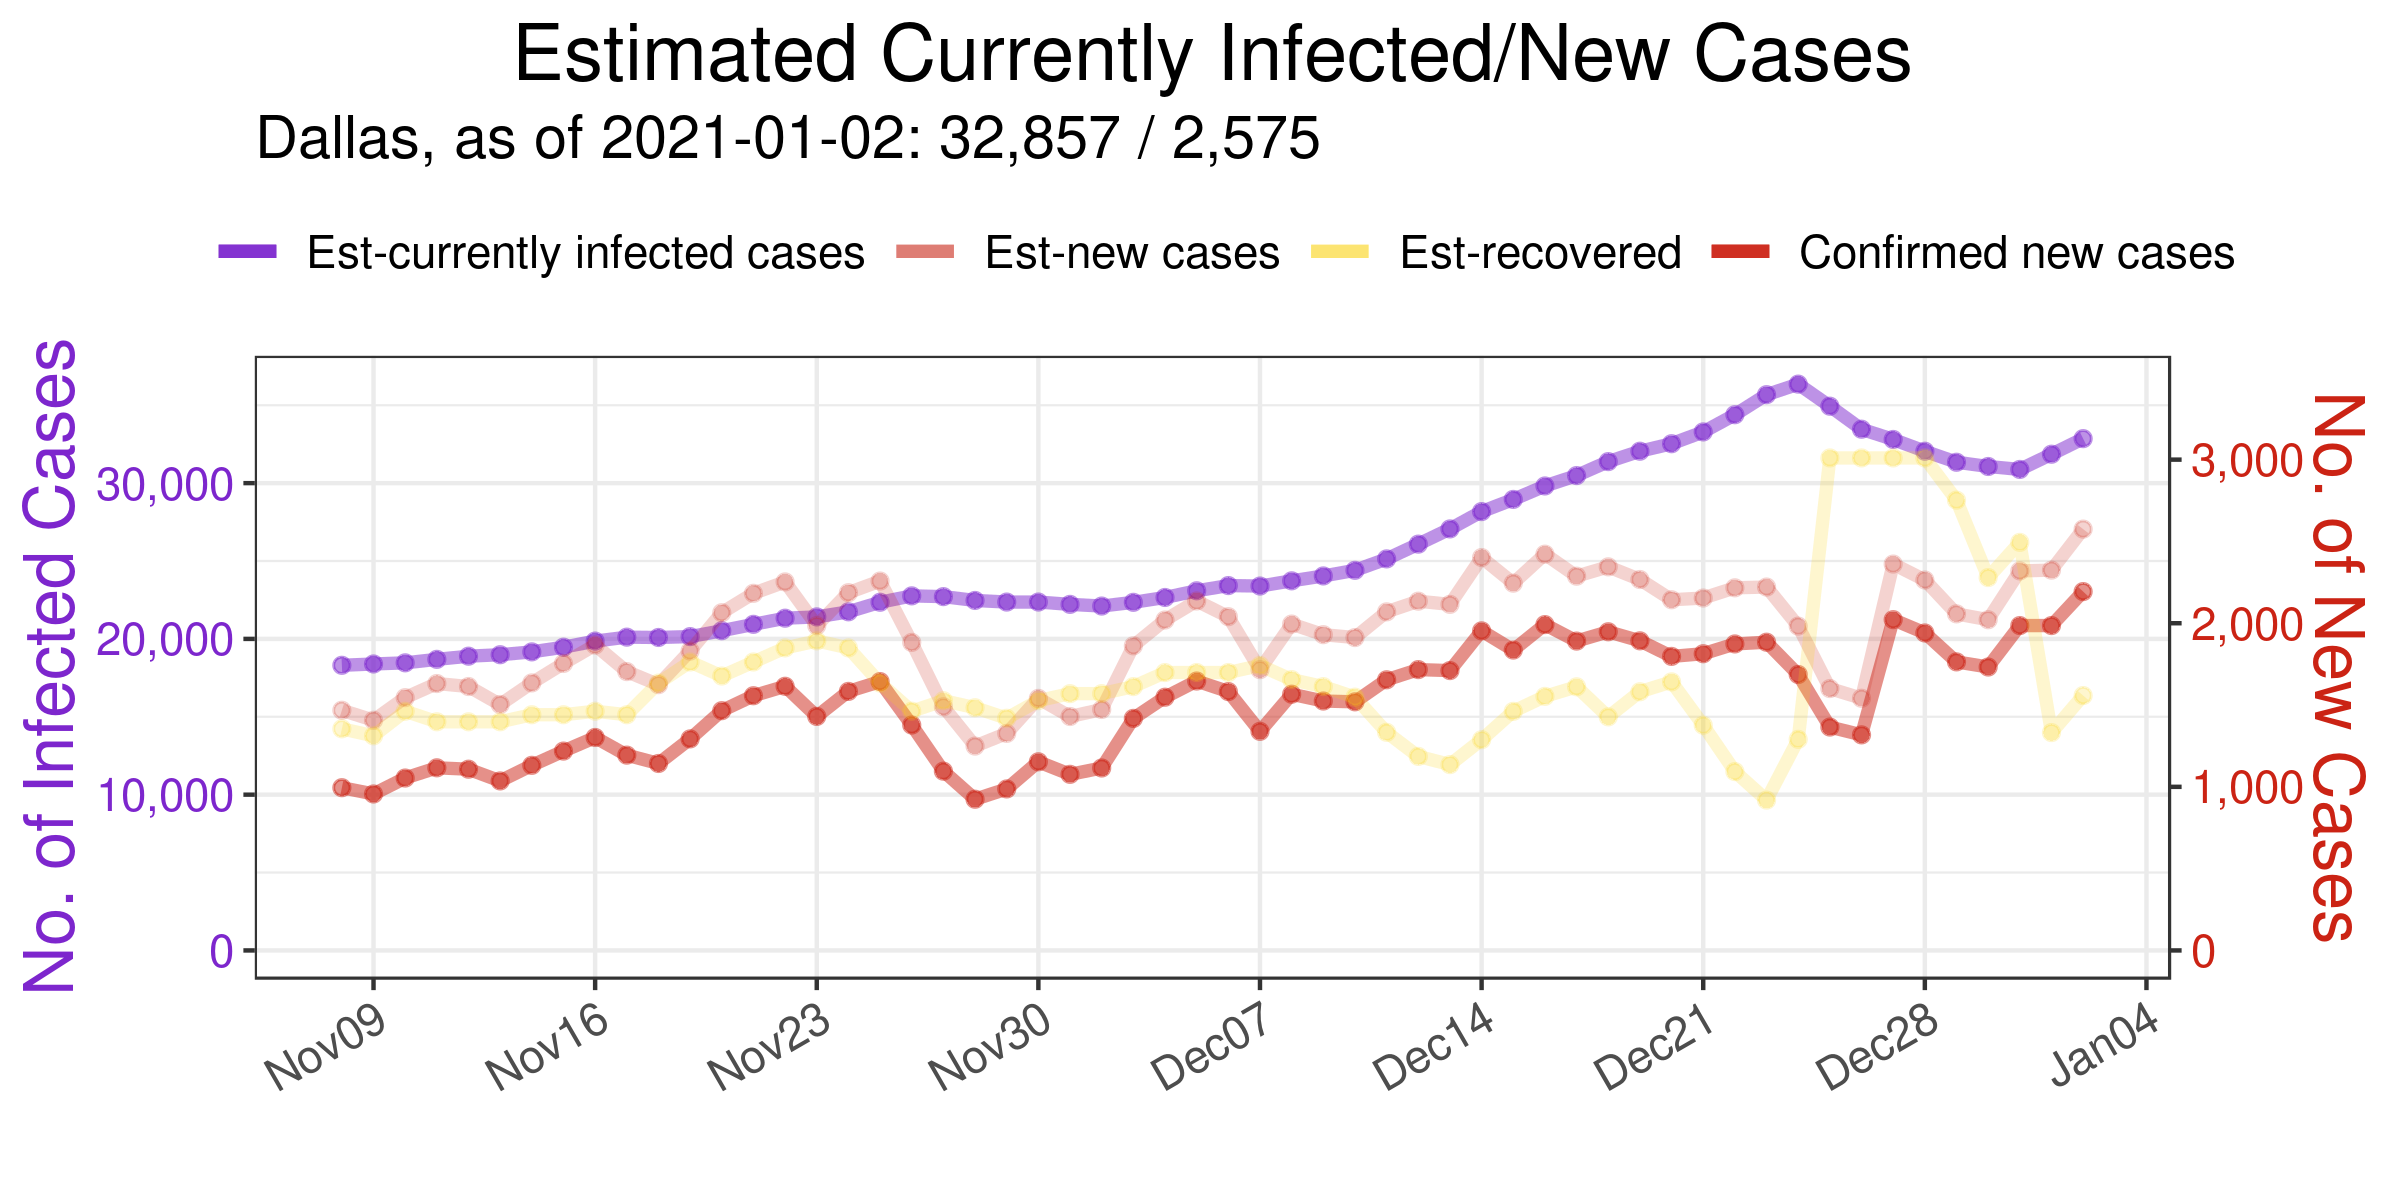 Estimated Currently Infected/New Cases
Dallas, as of 2021-01-02: 32,857 / 2,575
Est-currently infected cases Est-new cases Est-recovered Confirmed new cases
No. of Infected Cases
30,000
20,000
10,000
0
3,000
2,000
1,000
0
No. of New Cases
Nov09 Nov16 Nov23 Nov30 Dec07 Dec14 Dec21 Dec28 Jan04